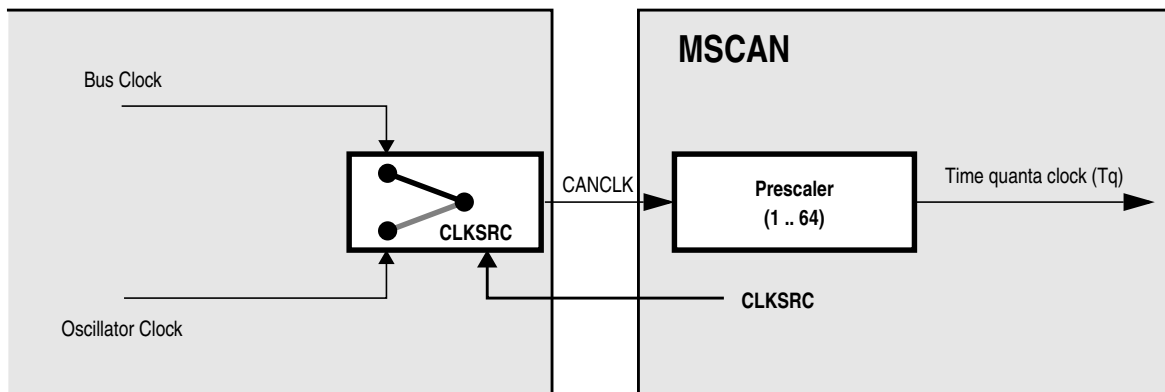 MSCAN
Bus Clock
CANCLK
Time quanta clock (Tq)
Prescaler
(1 .. 64)
CLKSRC
CLKSRC
Oscillator Clock